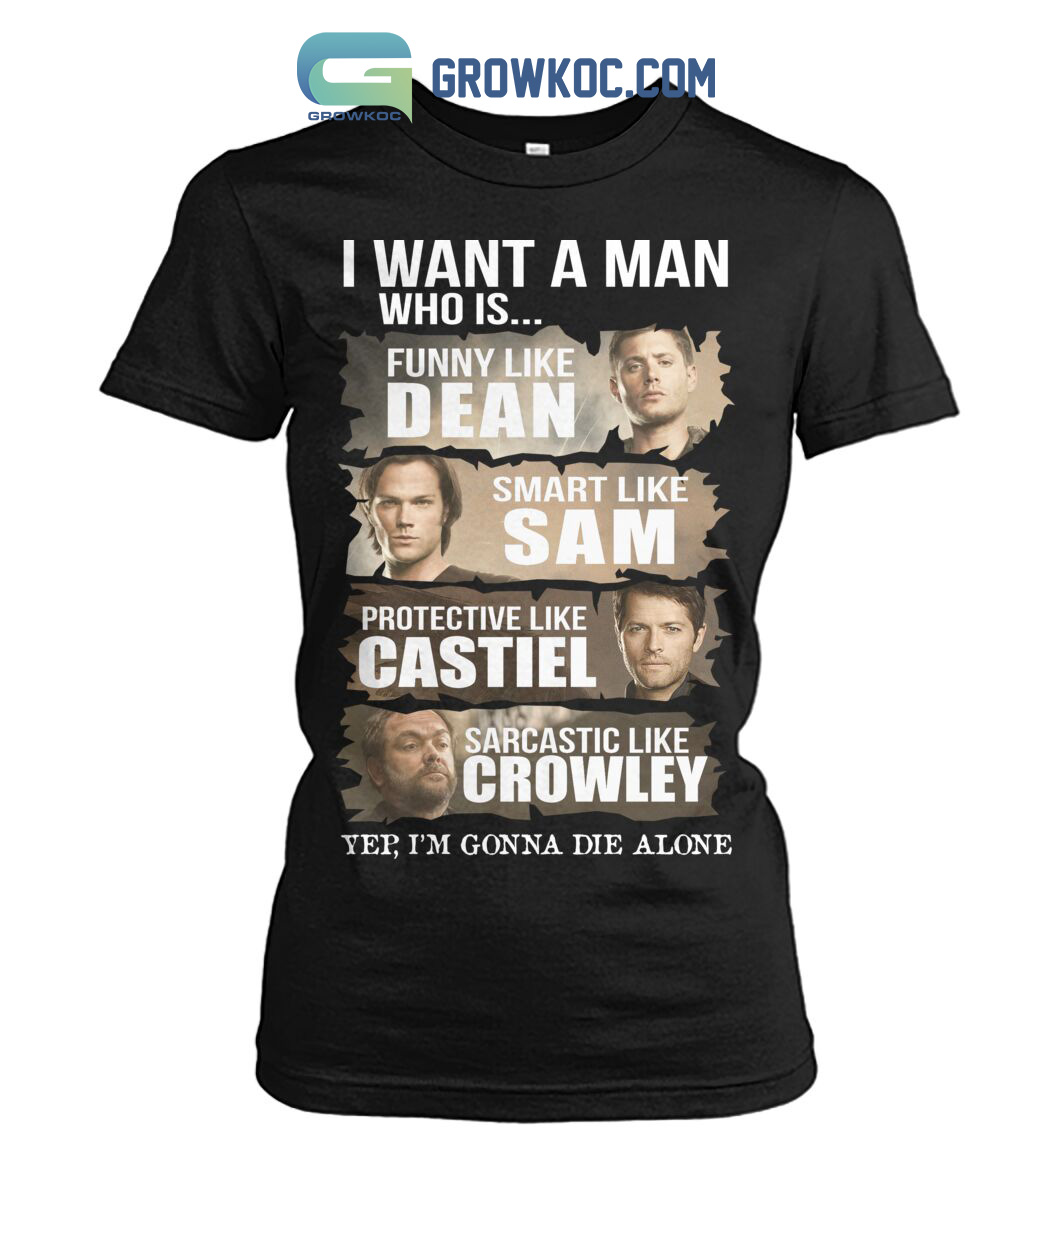 GROWKOC.COM
GROWKOC
I WANT A MAN
WHO IS...
FUNNY LIKE
DEAN
SMART LIKE
SAM
PROTECTIVE LIKE
CASTIEL
SARCASTIC LIKE
CROWLEY
YEP, I'M GONNA DIE ALONE